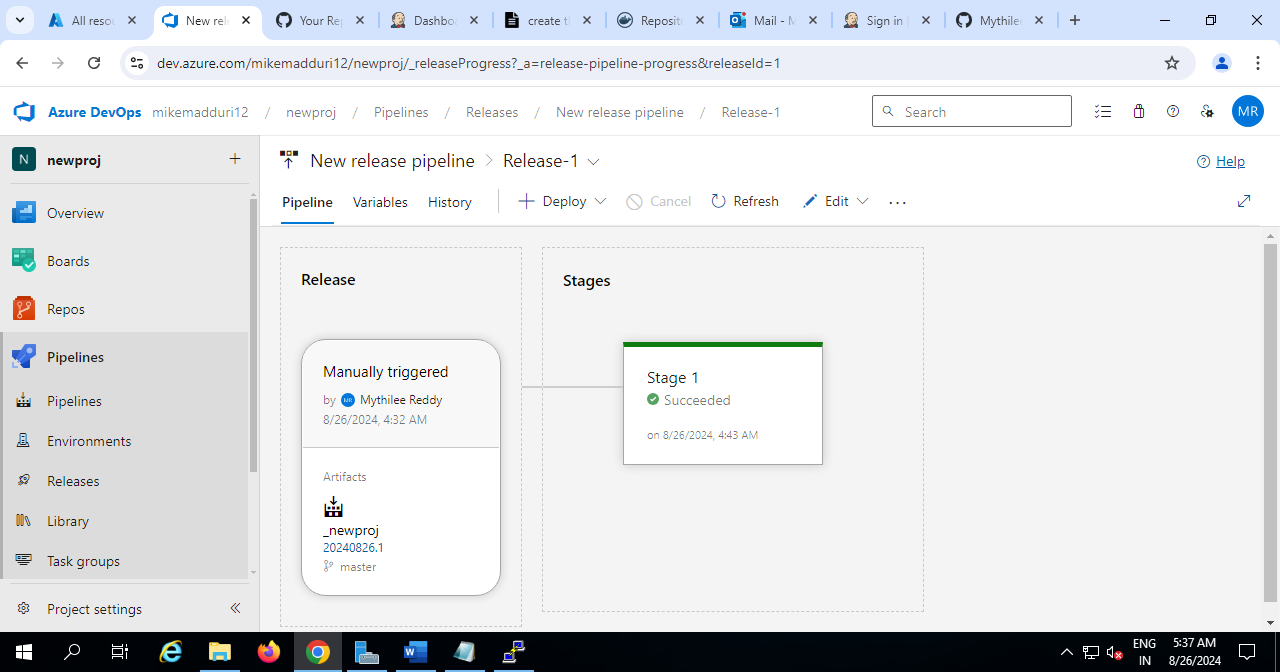 All resou
New rele
Your Rep
Dashboa
create th
Reposito
Mail - M
Sign in [
Mythilee
dev.azure.com/mikemadduri12/newproj/_releaseProgress?_a=release-pipeline-progress&releaseId=1
Azure DevOps mikemadduri12 / newproj / Pipelines / Releases / New release pipeline / Release-1
Search
MR
N newproj
New release pipeline > Release-1
Help
Pipeline Variables History Deploy Cancel Refresh Edit ...
Overview
Boards
Repos
Pipelines
Pipelines
Environments
Releases
Library
Task groups
Project settings
Release
Manually triggered
by MR Mythilee Reddy
8/26/2024, 4:32 AM
Artifacts
_newproj
20240826.1
master
Stages
Stage 1
Succeeded
on 8/26/2024, 4:43 AM
ENG
IN
5:37 AM
8/26/2024